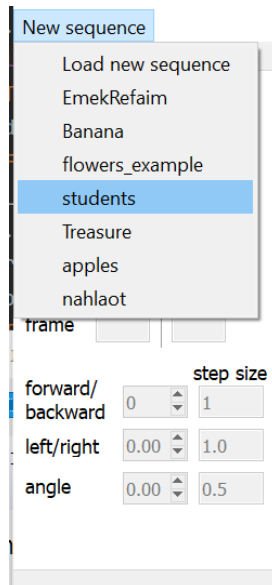 New sequence
Load new sequence
EmekRefaim
Banana
flowers_example
students
Treasure
apples
nahlaot
frame
step size
forward/
backward 0 1
left/right 0.00 1.0
angle 0.00 0.5